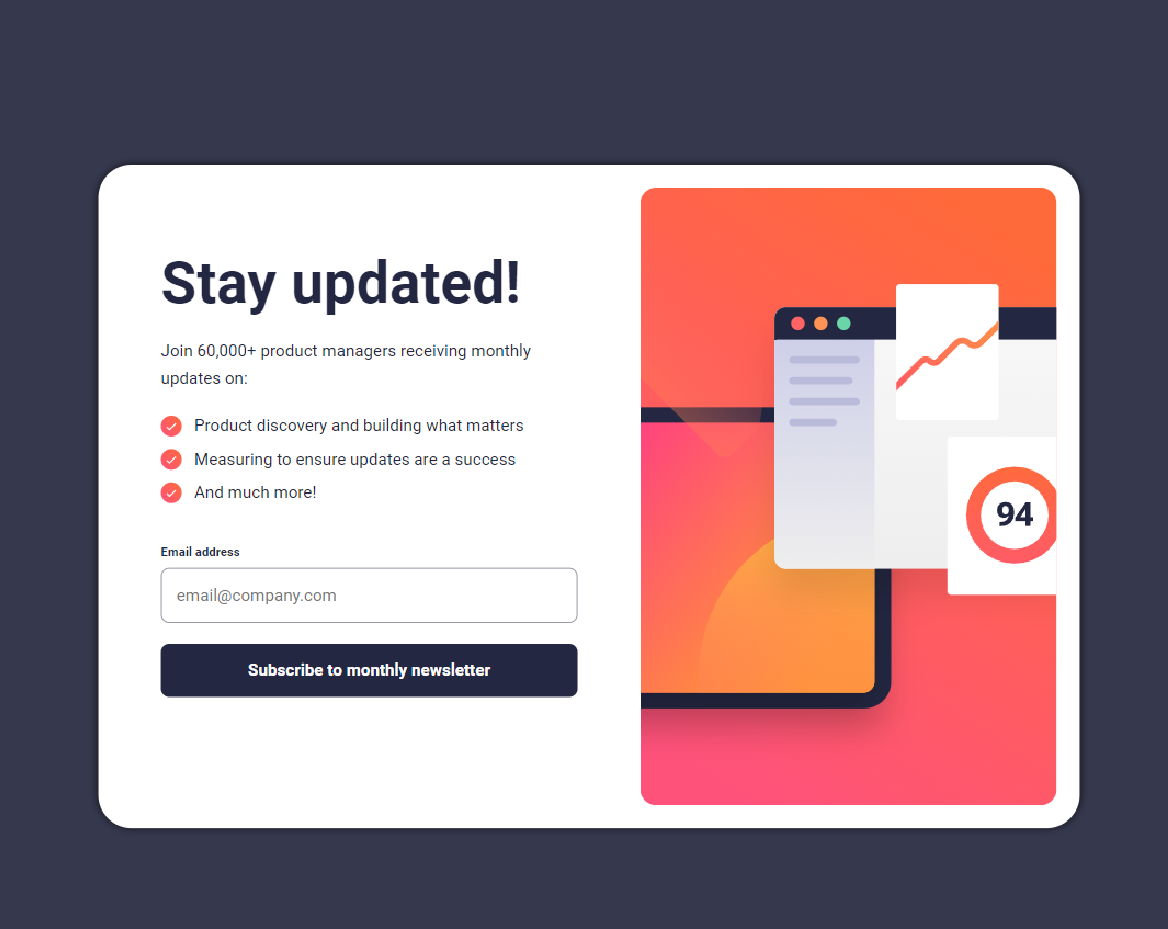 Stay updated!
Join 60,000+ product managers receiving monthly
updates on:
Product discovery and building what matters
Measuring to ensure updates are a success
And much more!
Email address
email@company.com
Subscribe to monthly newsletter
94